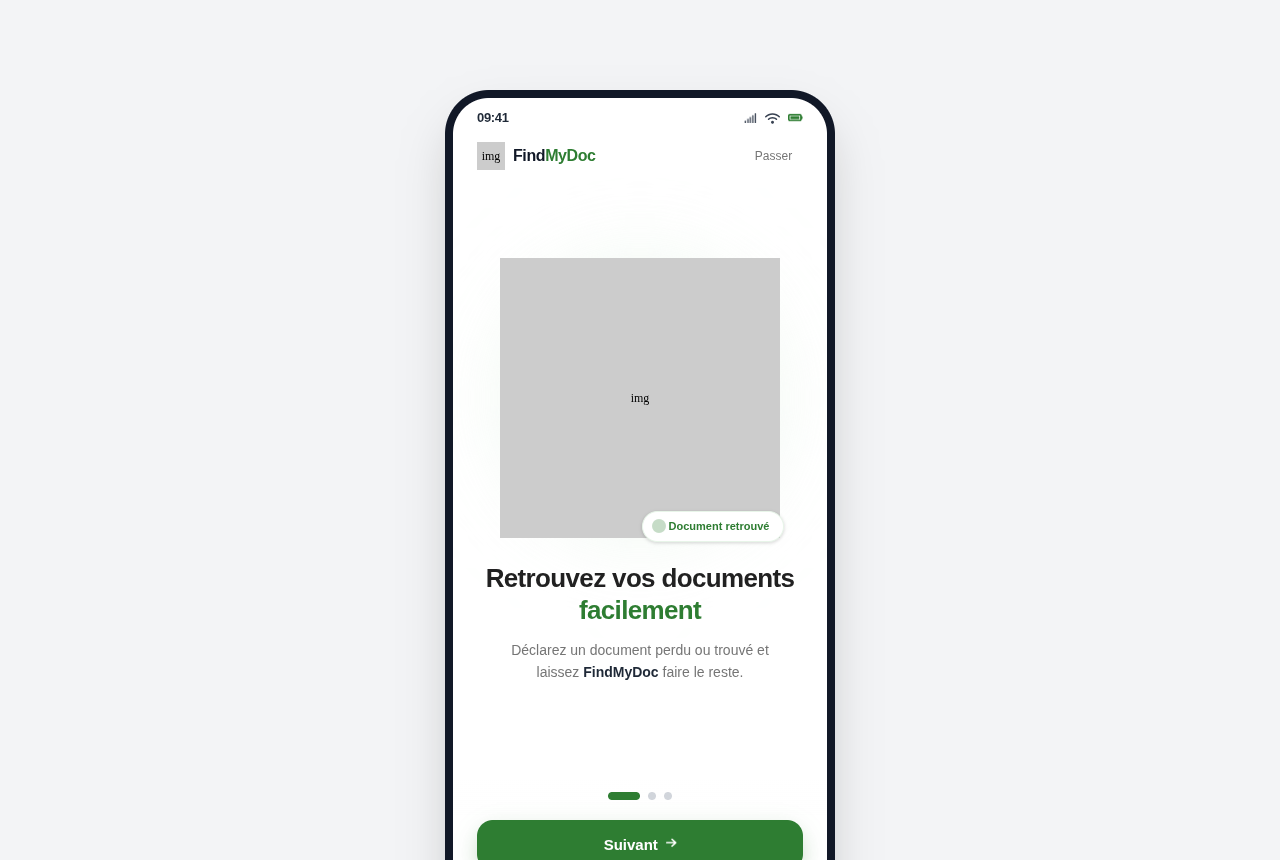 09:41
img FindMyDoc Passer
img
Document retrouvé
Retrouvez vos documents
facilement
Déclarez un document perdu ou trouvé et
laissez FindMyDoc faire le reste.
Suivant →